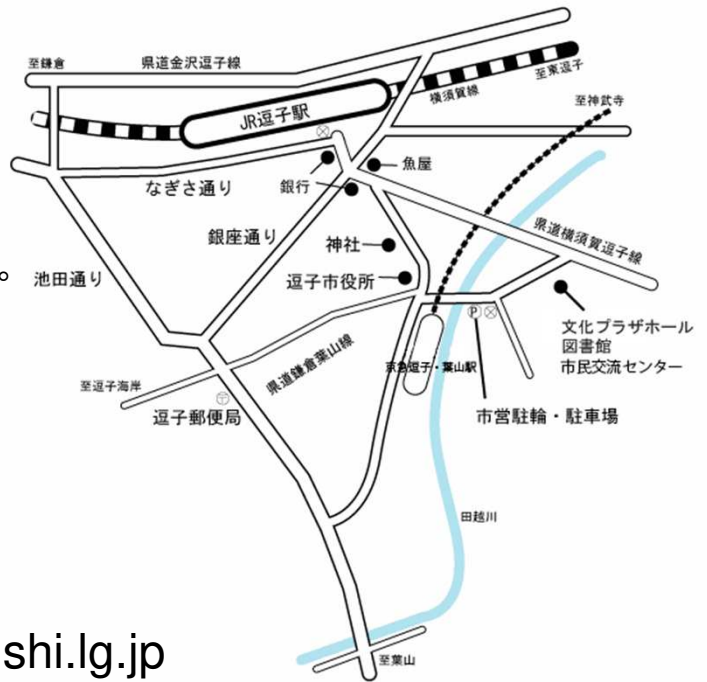 至鎌倉
県道金沢逗子線
横須賀線
至東逗子
JR逗子駅
至神武寺
なぎさ通り
銀行
魚屋
銀座通り
神社
県道横須賀逗子線
。
池田通り
逗子市役所
文化プラザホール
図書館
市民交流センター
P
県道鎌倉葉山線
京急逗子・葉山駅
至逗子海岸
〒
逗子郵便局
市営駐輪・駐車場
田越川
shi.lg.jp
至葉山